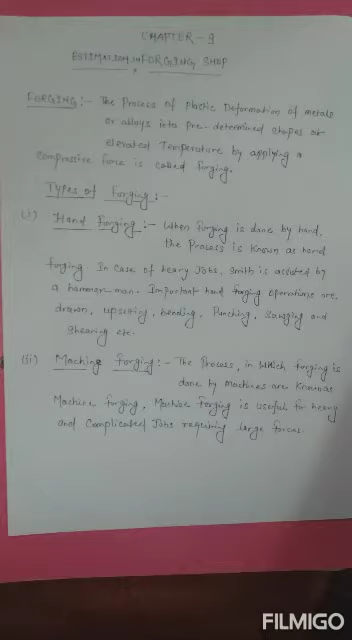 CHAPTER - 9
ESTIMATION IN FORGING SHOP
FORGING :- The Process of Plastic Deformation of metals
or alloys into Pre-determined shapes at
elevated Temperature by applying a
compressive force is called forging.
Types of Forging :-
(i) Hand Forging :- When forging is done by hand,
the Process is known as hand
forging In case of heavy Jobs, smith is assisted by
a hammer man. Important hand forging operations are,
drawn, upsetting, bending, Punching, Swaging and
Shearing etc.
(ii) Machine forging :- The Process, in which forging is
done by machines are known as
Machine forging, Machine forging is useful for heavy
and Complicated Jobs requiring large forces.
FILMIGO